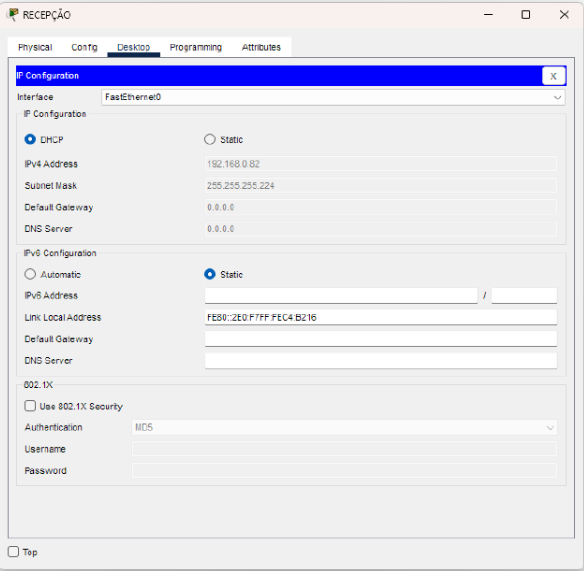 RECEPÇÃO
Physical Config Desktop Programming Attributes
IP Configuration X
Interface FastEthernet0
IP Configuration
DHCP Static
IPv4 Address 192.168.0.82
Subnet Mask 255.255.255.224
Default Gateway 0.0.0.0
DNS Server 0.0.0.0
IPv6 Configuration
Automatic Static
IPv6 Address /
Link Local Address FE80::2E0:F7FF:FEC4:B216
Default Gateway
DNS Server
802.1X
Use 802.1X Security
Authentication MD5
Username
Password
Top